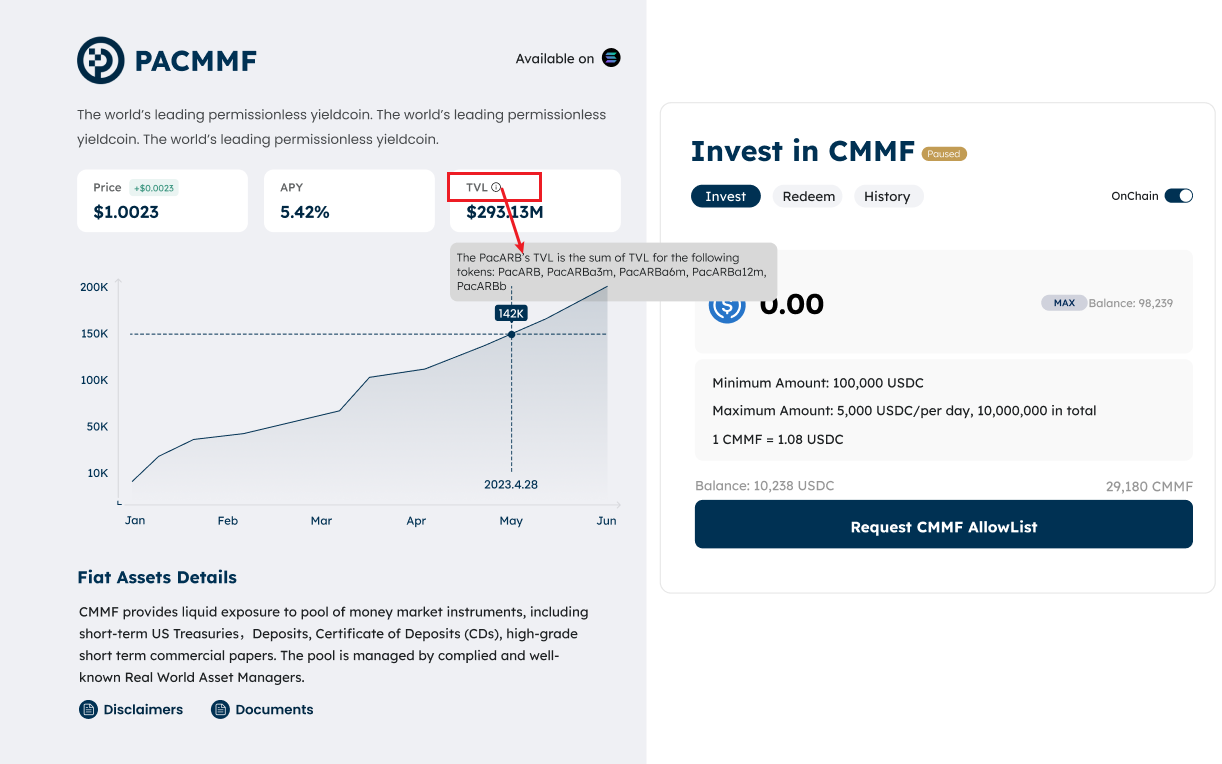 PACMMF
Available on
The world's leading permissionless yieldcoin. The world's leading permissionless
yieldcoin. The world's leading permissionless yieldcoin.
Price +$0.0023
$1.0023
APY
5.42%
TVL
$293.13M
The PacARB's TVL is the sum of TVL for the following
tokens: PacARB, PacARBa3m, PacARBa6m, PacARBa12m,
PacARBb
200K
150K
100K
50K
10K
142K
2023.4.28
Jan Feb Mar Apr May Jun
Fiat Assets Details
CMMF provides liquid exposure to pool of money market instruments, including
short-term US Treasuries，Deposits, Certificate of Deposits (CDs), high-grade
short term commercial papers. The pool is managed by complied and well-
known Real World Asset Managers.
Disclaimers Documents
Invest in CMMF Paused
Invest Redeem History OnChain
0.00 MAX Balance: 98,239
Minimum Amount: 100,000 USDC
Maximum Amount: 5,000 USDC/per day, 10,000,000 in total
1 CMMF = 1.08 USDC
Balance: 10,238 USDC 29,180 CMMF
Request CMMF AllowList